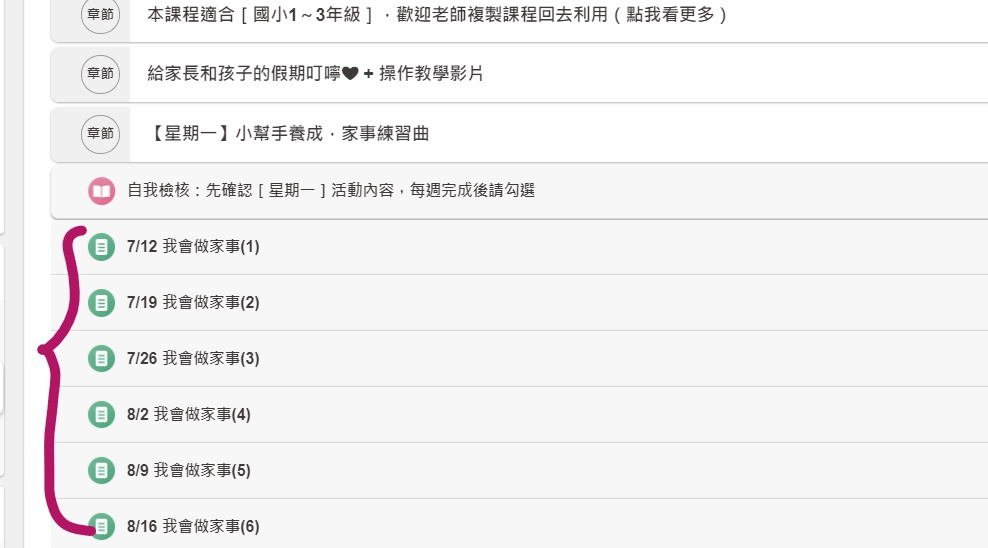 章節 本課程適合［國小1～3年級］，歡迎老師複製課程回去利用（點我看更多）
章節 給家長和孩子的假期叮嚀♥ + 操作教學影片
章節 【星期一】小幫手養成，家事練習曲
自我檢核：先確認［星期一］活動內容，每週完成後請勾選
7/12 我會做家事(1)
7/19 我會做家事(2)
7/26 我會做家事(3)
8/2 我會做家事(4)
8/9 我會做家事(5)
8/16 我會做家事(6)